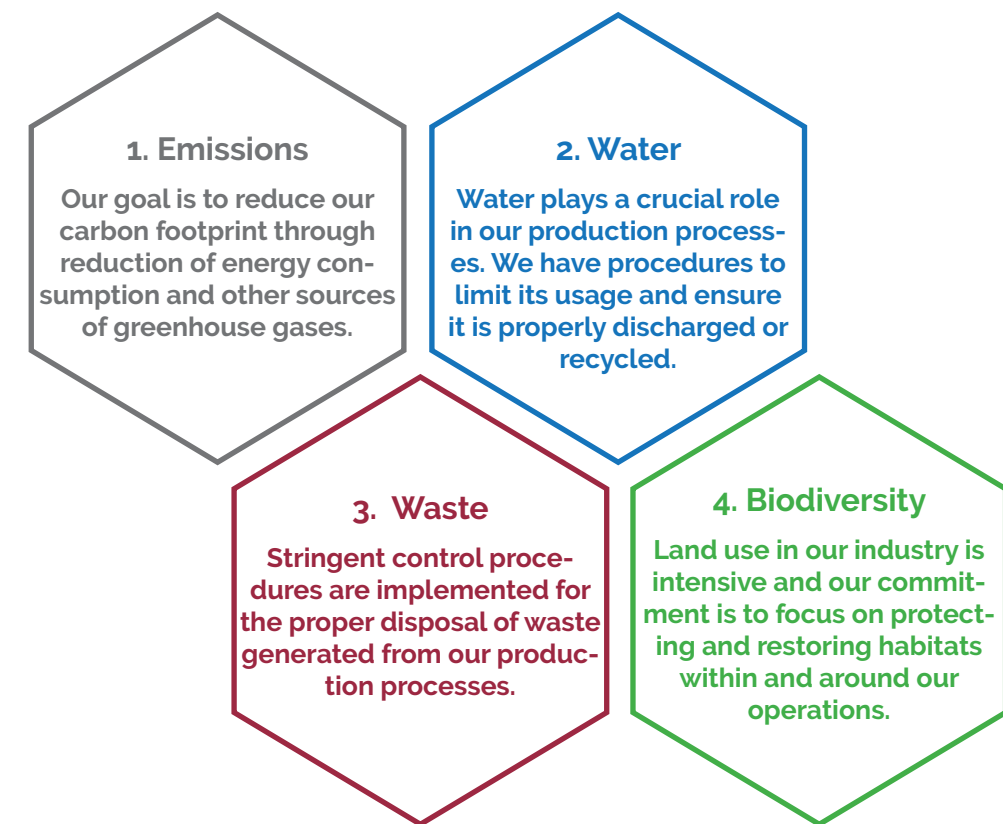 1. Emissions
Our goal is to reduce our
carbon footprint through
reduction of energy con-
sumption and other sources
of greenhouse gases.
2. Water
Water plays a crucial role
in our production process-
es. We have procedures to
limit its usage and ensure
it is properly discharged or
recycled.
3. Waste
Stringent control proce-
dures are implemented for
the proper disposal of waste
generated from our produc-
tion processes.
4. Biodiversity
Land use in our industry is
intensive and our commit-
ment is to focus on protect-
ing and restoring habitats
within and around our
operations.